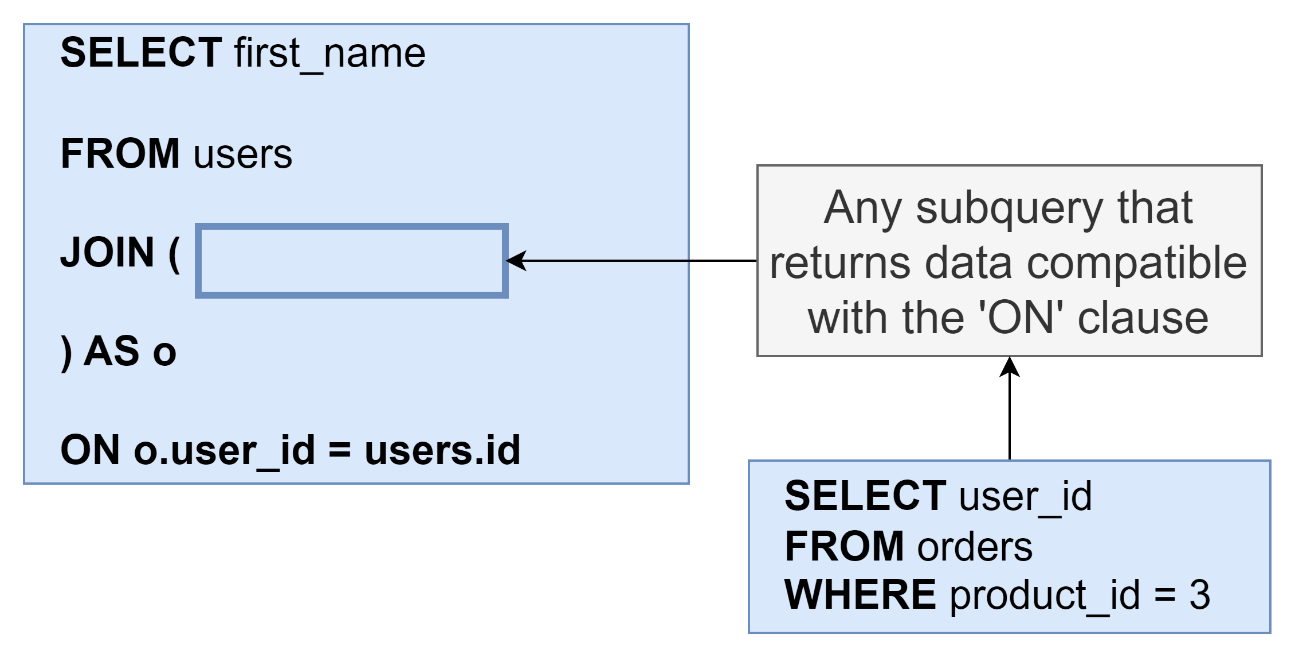 SELECT first_name
FROM users
JOIN (
) AS o
ON o.user_id = users.id
Any subquery that
returns data compatible
with the 'ON' clause
SELECT user_id
FROM orders
WHERE product_id = 3